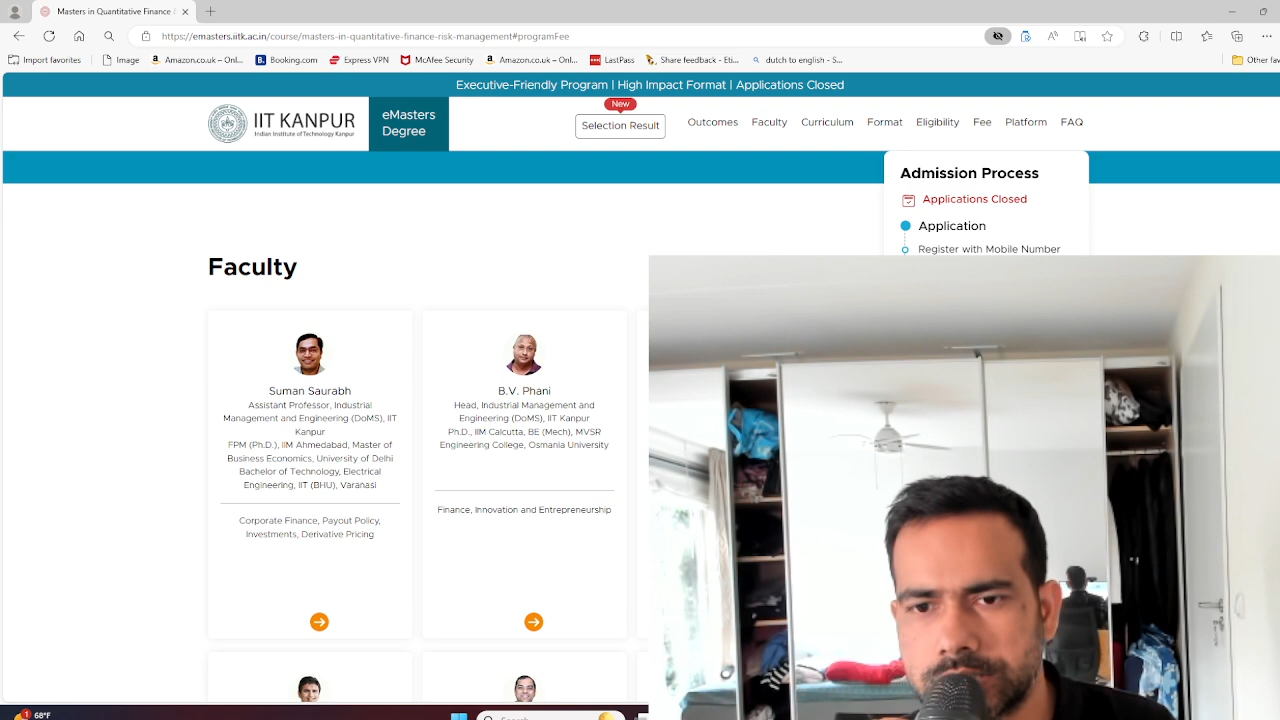 Masters in Quantitative Finance &
https://emasters.iitk.ac.in/course/masters-in-quantitative-finance-risk-management#programFee
Import favorites
Image
Amazon.co.uk – Onl...
Booking.com
Express VPN
McAfee Security
Amazon.co.uk – Onl...
LastPass
Share feedback - Eti...
dutch to english - S...
Other fav
Executive-Friendly Program | High Impact Format | Applications Closed
IIT KANPUR
Indian Institute of Technology Kanpur
eMasters
Degree
New
Selection Result
Outcomes
Faculty
Curriculum
Format
Eligibility
Fee
Platform
FAQ
Admission Process
Applications Closed
Application
Register with Mobile Number
Faculty
Suman Saurabh
Assistant Professor, Industrial
Management and Engineering (DoMS), IIT
Kanpur
FPM (Ph.D.), IIM Ahmedabad, Master of
Business Economics, University of Delhi
Bachelor of Technology, Electrical
Engineering, IIT (BHU), Varanasi
Corporate Finance, Payout Policy,
Investments, Derivative Pricing
B.V. Phani
Head, Industrial Management and
Engineering (DoMS), IIT Kanpur
Ph.D., IIM Calcutta, BE (Mech), MVSR
Engineering College, Osmania University
Finance, Innovation and Entrepreneurship
1
68°F
Search